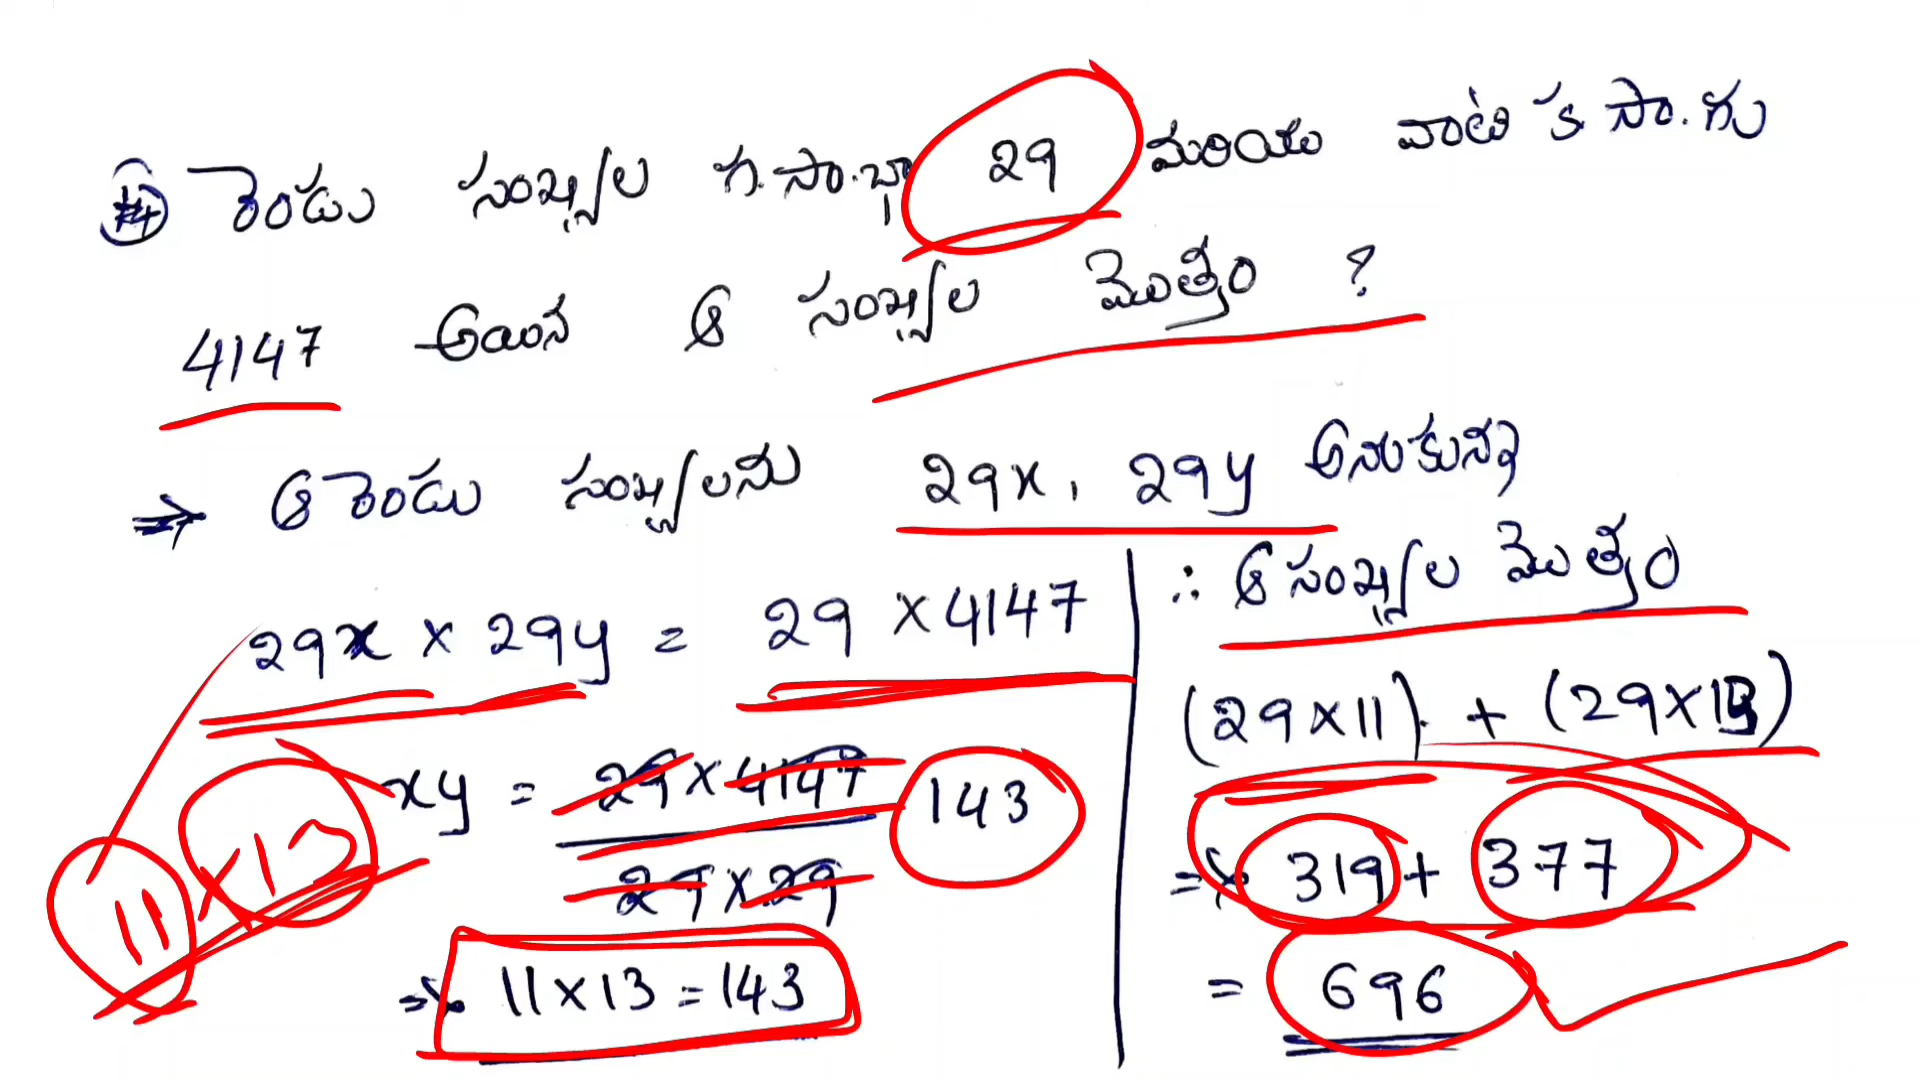 రెండు సంఖ్యల గ.సా.భా 29 మరియు వాటి క.సా.గు
4147 అయిన ఆ సంఖ్యల మొత్తం ?
⇒ ఆ రెండు సంఖ్యలను 29x, 29y అనుకున్న
29x × 29y = 29 × 4147
xy = 29 × 4147 143
29 × 29
11 × 13
⇒ 11 × 13 = 143
∴ ఆ సంఖ్యల మొత్తం
(29×11) + (29×13)
⇒ 319 + 377
= 696